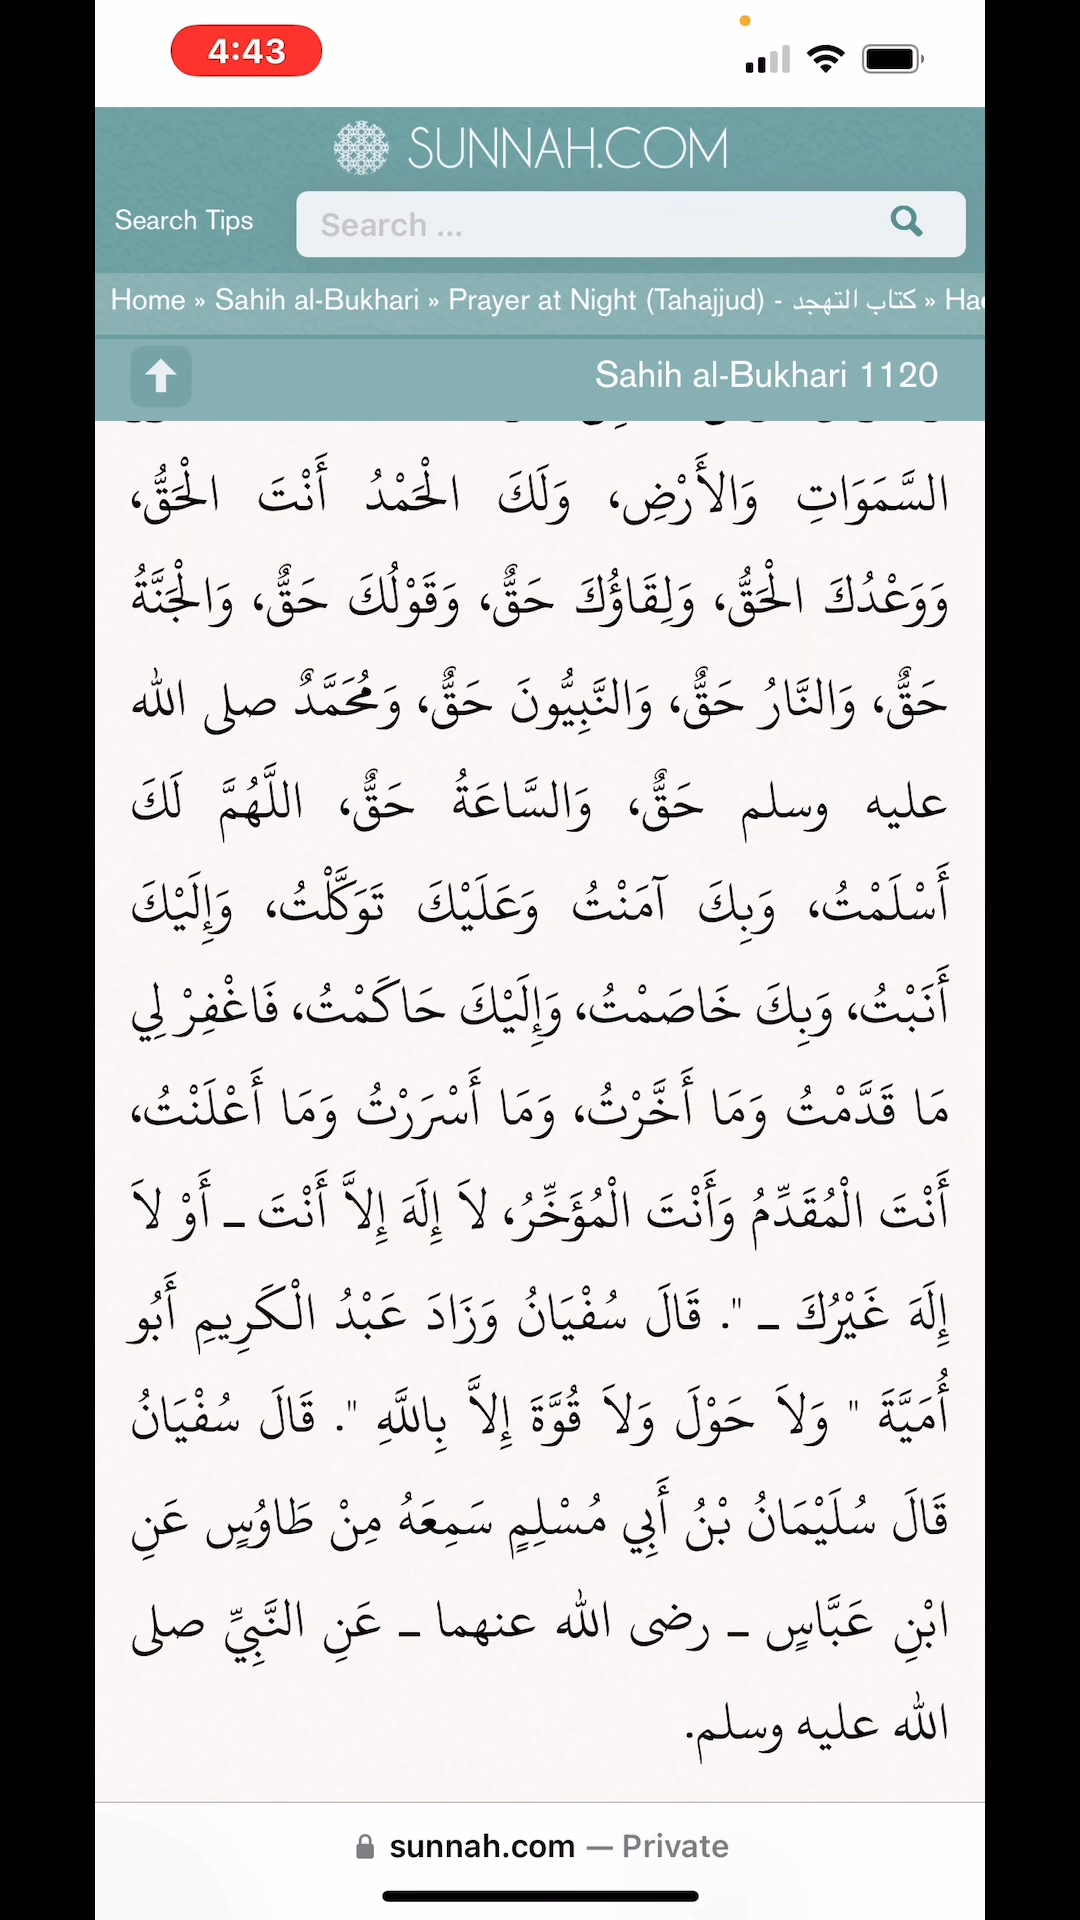 4:43
SUNNAH.COM
Search Tips
Search ...
Home » Sahih al-Bukhari » Prayer at Night (Tahajjud) - كتاب التهجد »
Sahih al-Bukhari 1120
السَّمَوَاتِ وَالأَرْضِ، وَلَكَ الْحَمْدُ أَنْتَ الْحَقُّ،
وَوَعْدُكَ الْحَقُّ، وَلِقَاؤُكَ حَقٌّ، وَقَوْلُكَ حَقٌّ، وَالْجَنَّةُ
حَقٌّ، وَالنَّارُ حَقٌّ، وَالنَّبِيُّونَ حَقٌّ، وَمُحَمَّدٌ صلى الله
عليه وسلم حَقٌّ، وَالسَّاعَةُ حَقٌّ، اللَّهُمَّ لَكَ
أَسْلَمْتُ، وَبِكَ آمَنْتُ وَعَلَيْكَ تَوَكَّلْتُ، وَإِلَيْكَ
أَنَبْتُ، وَبِكَ خَاصَمْتُ، وَإِلَيْكَ حَاكَمْتُ، فَاغْفِرْ لِي
مَا قَدَّمْتُ وَمَا أَخَّرْتُ، وَمَا أَسْرَرْتُ وَمَا أَعْلَنْتُ،
أَنْتَ الْمُقَدِّمُ وَأَنْتَ الْمُؤَخِّرُ، لاَ إِلَهَ إِلاَّ أَنْتَ ـ أَوْ لاَ
إِلَهَ غَيْرُكَ ـ ". قَالَ سُفْيَانُ وَزَادَ عَبْدُ الْكَرِيمِ أَبُو
أُمَيَّةَ " وَلاَ حَوْلَ وَلاَ قُوَّةَ إِلاَّ بِاللَّهِ ". قَالَ سُفْيَانُ
قَالَ سُلَيْمَانُ بْنُ أَبِي مُسْلِمٍ سَمِعَهُ مِنْ طَاوُسٍ عَنِ
ابْنِ عَبَّاسٍ ـ رضى الله عنهما ـ عَنِ النَّبِيِّ صلى
الله عليه وسلم.
sunnah.com — Private